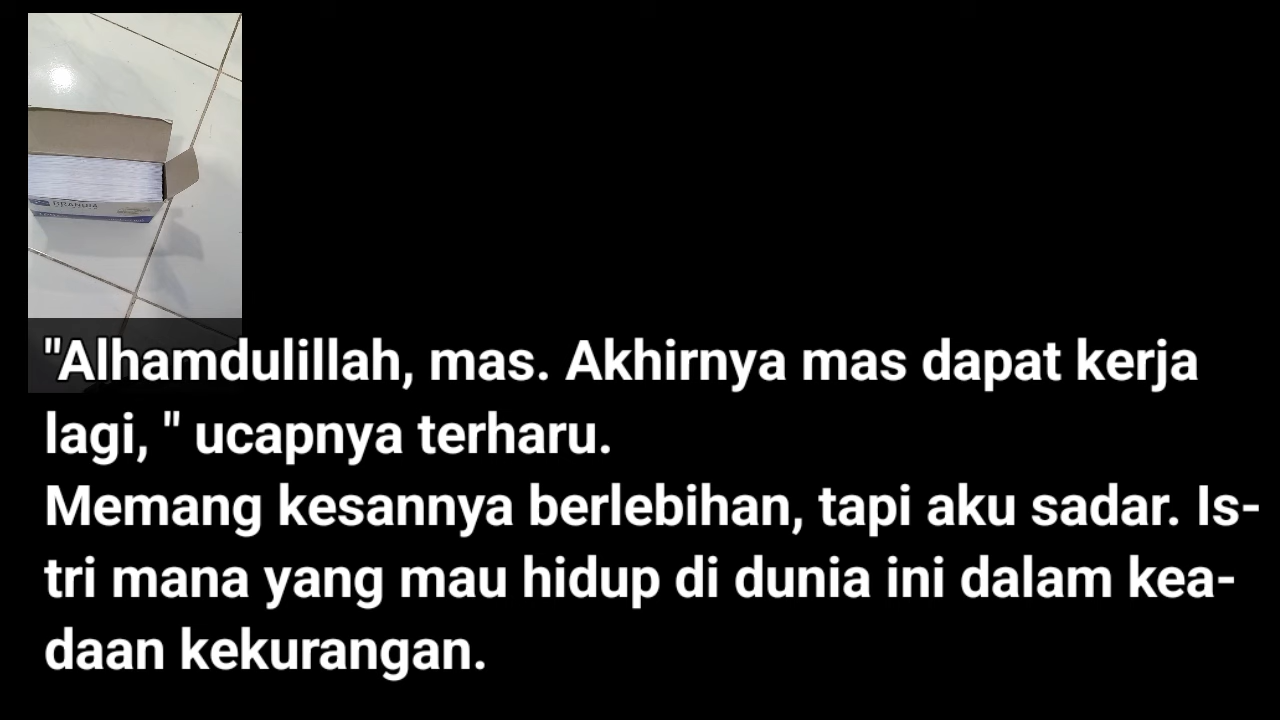 "Alhamdulillah, mas. Akhirnya mas dapat kerja
lagi, " ucapnya terharu.
Memang kesannya berlebihan, tapi aku sadar. Is-
tri mana yang mau hidup di dunia ini dalam kea-
daan kekurangan.